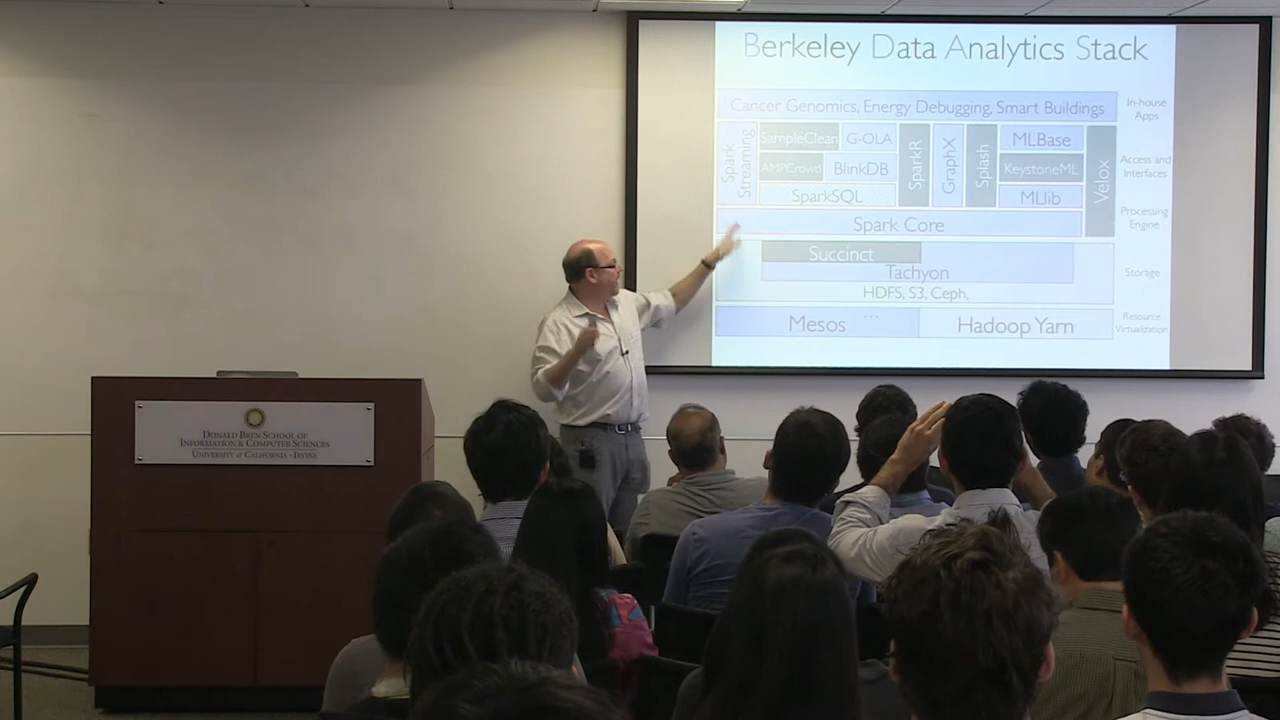 Berkeley Data Analytics Stack
Cancer Genomics, Energy Debugging, Smart Buildings
In-house
Apps
Spark
Streaming
SampleClean
G-OLA
SparkR
GraphX
Splash
MLBase
Velox
AMPCrowd
BlinkDB
KeystoneML
Access and
Interfaces
SparkSQL
MLlib
Spark Core
Processing
Engine
Succinct
Tachyon
Storage
HDFS, S3, Ceph,
...
Mesos
Hadoop Yarn
Resource
Virtualization
DONALD BREN SCHOOL OF
INFORMATION & COMPUTER SCIENCES
UNIVERSITY of CALIFORNIA · IRVINE